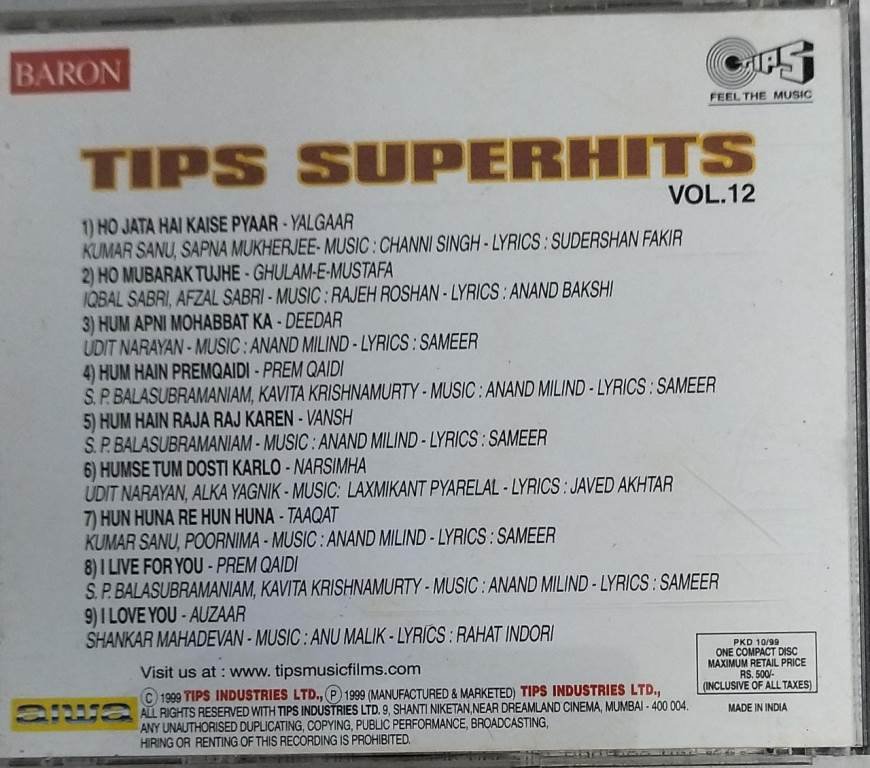 BARON
TIPS
FEEL THE MUSIC
TIPS SUPERHITS
VOL.12
1) HO JATA HAI KAISE PYAAR - YALGAAR
KUMAR SANU, SAPNA MUKHERJEE- MUSIC : CHANNI SINGH - LYRICS : SUDERSHAN FAKIR
2) HO MUBARAK TUJHE - GHULAM-E-MUSTAFA
IQBAL SABRI, AFZAL SABRI - MUSIC : RAJEH ROSHAN - LYRICS : ANAND BAKSHI
3) HUM APNI MOHABBAT KA - DEEDAR
UDIT NARAYAN - MUSIC : ANAND MILIND - LYRICS : SAMEER
4) HUM HAIN PREMQAIDI - PREM QAIDI
S. P. BALASUBRAMANIAM, KAVITA KRISHNAMURTY - MUSIC : ANAND MILIND - LYRICS : SAMEER
5) HUM HAIN RAJA RAJ KAREN - VANSH
S. P. BALASUBRAMANIAM - MUSIC : ANAND MILIND - LYRICS : SAMEER
6) HUMSE TUM DOSTI KARLO - NARSIMHA
UDIT NARAYAN, ALKA YAGNIK - MUSIC: LAXMIKANT PYARELAL - LYRICS : JAVED AKHTAR
7) HUN HUNA RE HUN HUNA - TAAQAT
KUMAR SANU, POORNIMA - MUSIC : ANAND MILIND - LYRICS : SAMEER
8) I LIVE FOR YOU - PREM QAIDI
S. P. BALASUBRAMANIAM, KAVITA KRISHNAMURTY - MUSIC : ANAND MILIND - LYRICS : SAMEER
9) I LOVE YOU - AUZAAR
SHANKAR MAHADEVAN - MUSIC : ANU MALIK - LYRICS : RAHAT INDORI
PKD 10/99
ONE COMPACT DISC
MAXIMUM RETAIL PRICE
RS. 500/-
(INCLUSIVE OF ALL TAXES)
MADE IN INDIA
Visit us at : www. tipsmusicfilms.com
aiwa
Ⓒ 1999 TIPS INDUSTRIES LTD., Ⓟ 1999 (MANUFACTURED & MARKETED) TIPS INDUSTRIES LTD.,
ALL RIGHTS RESERVED WITH TIPS INDUSTRIES LTD. 9, SHANTI NIKETAN, NEAR DREAMLAND CINEMA, MUMBAI - 400 004.
ANY UNAUTHORISED DUPLICATING, COPYING, PUBLIC PERFORMANCE, BROADCASTING,
HIRING OR RENTING OF THIS RECORDING IS PROHIBITED.